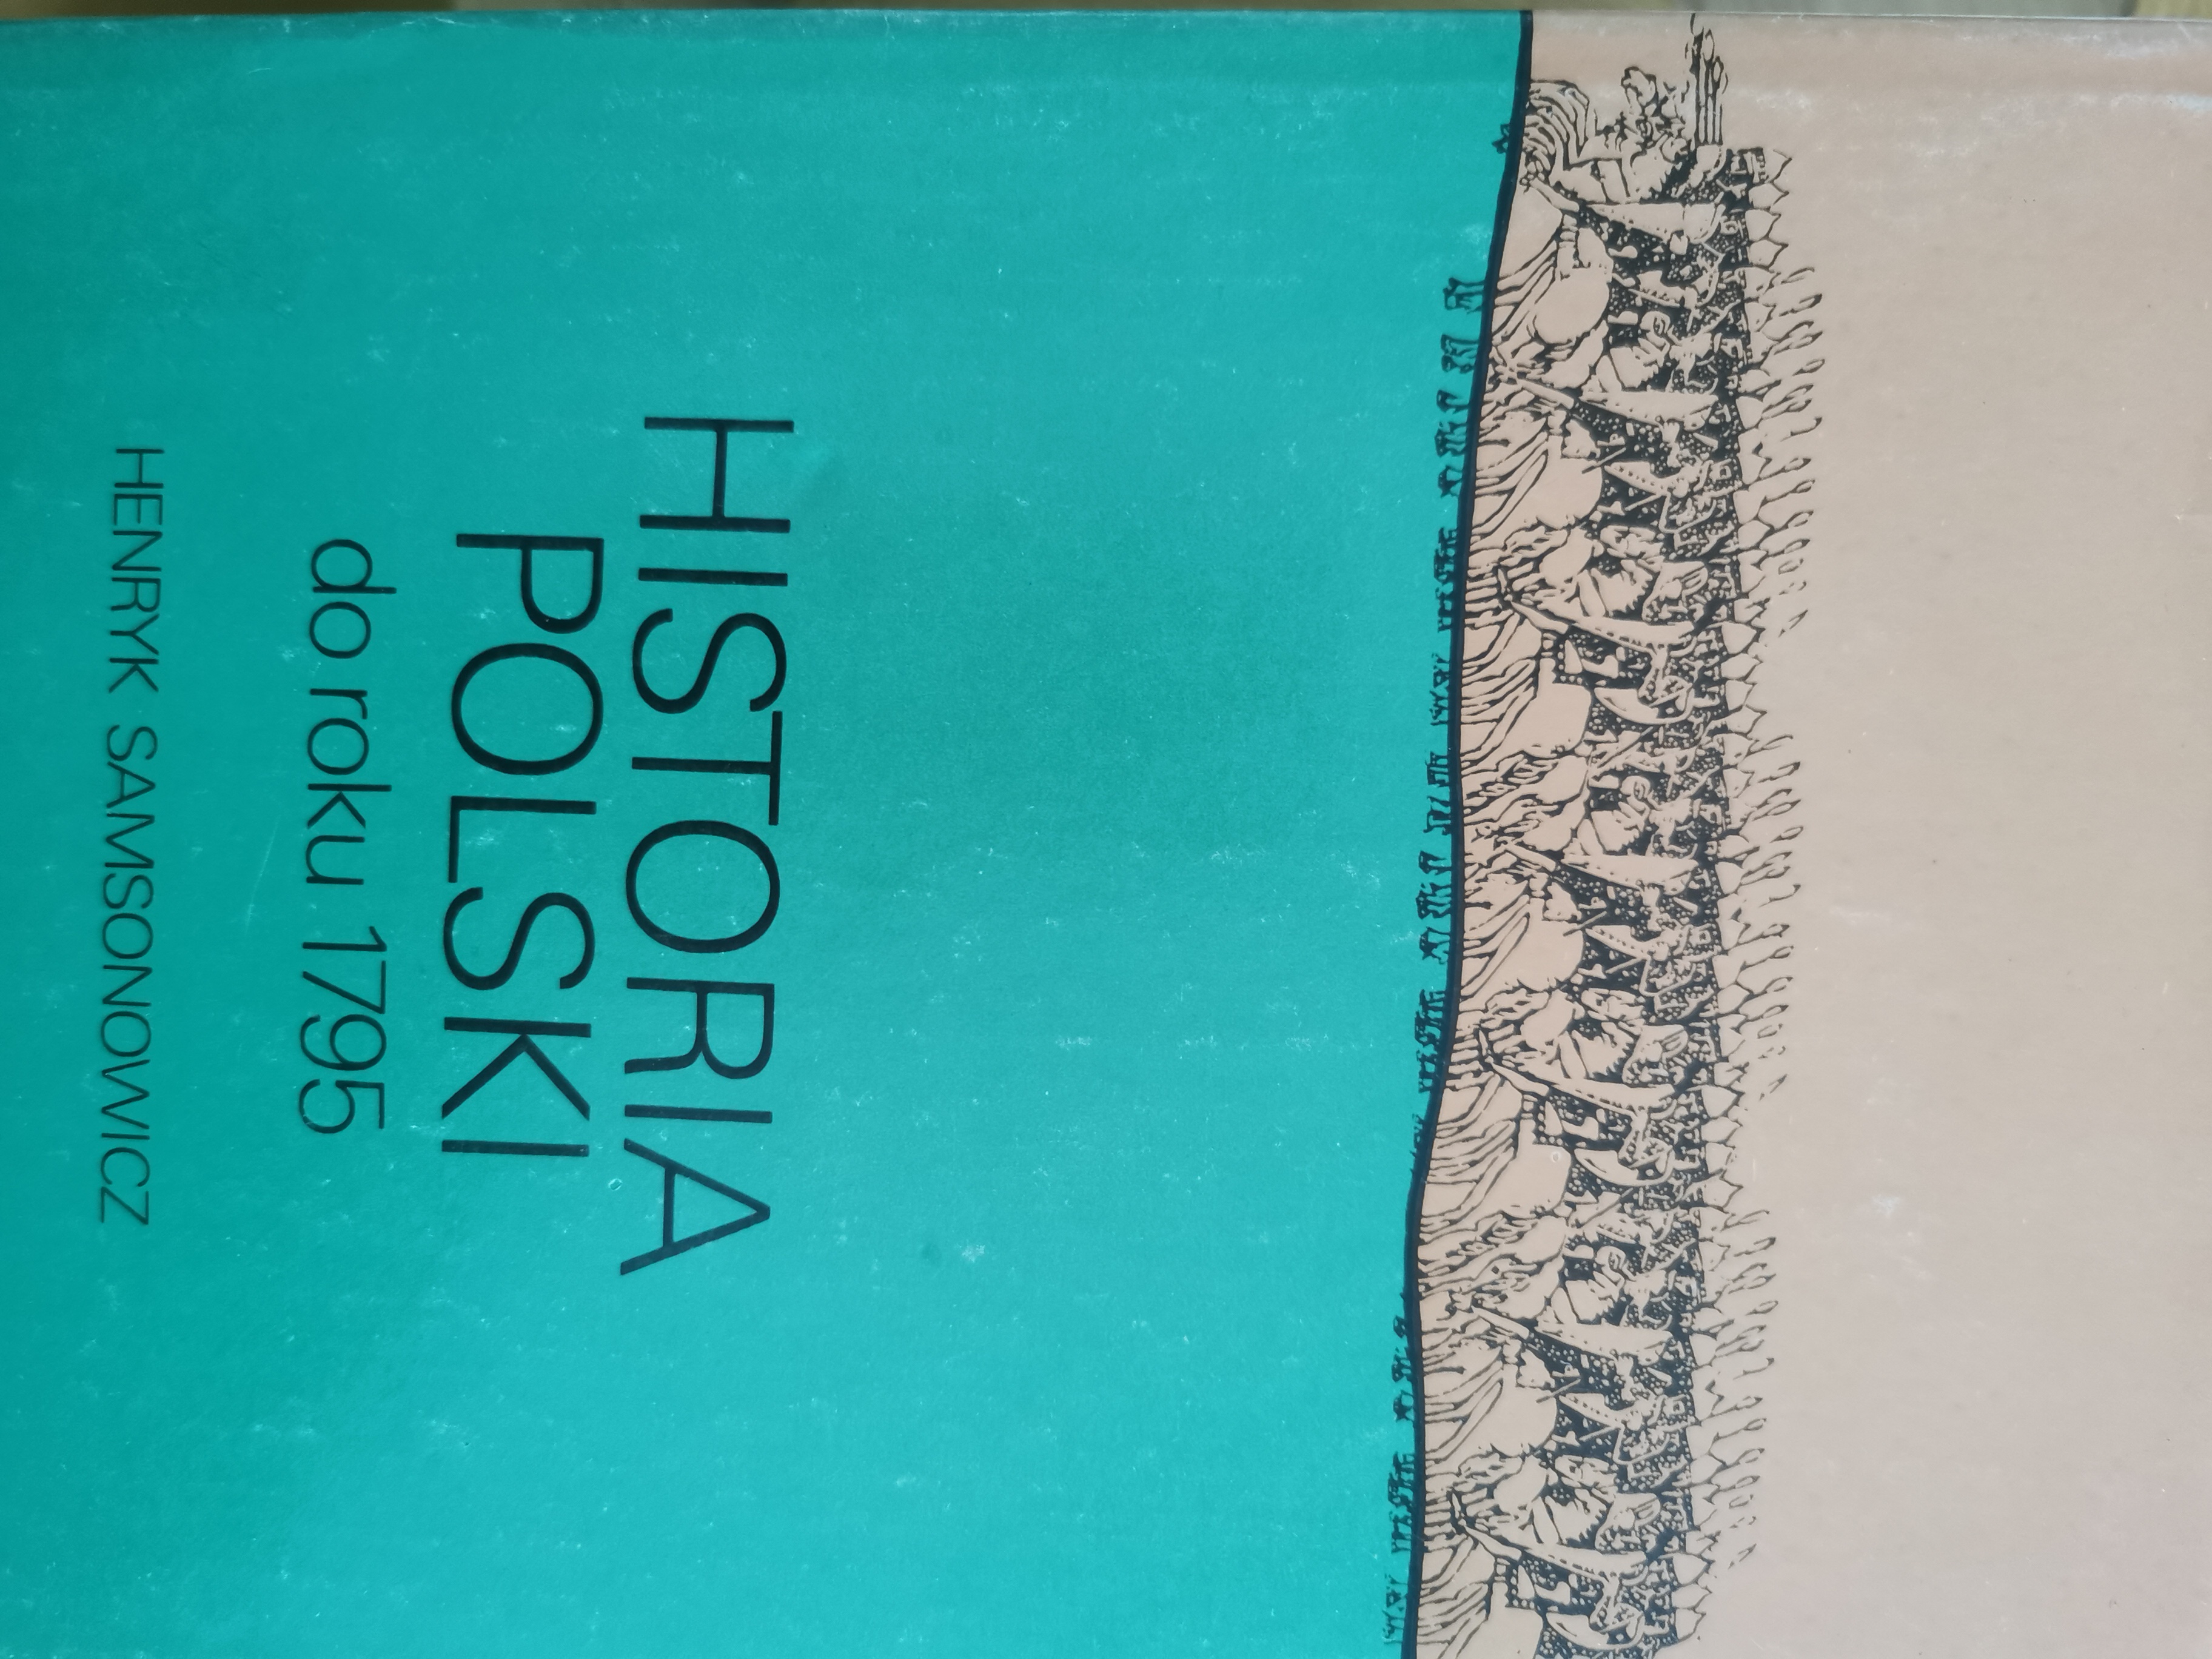 HISTORIA
POLSKI
do roku 1795
HENRYK SAMSONOWICZ